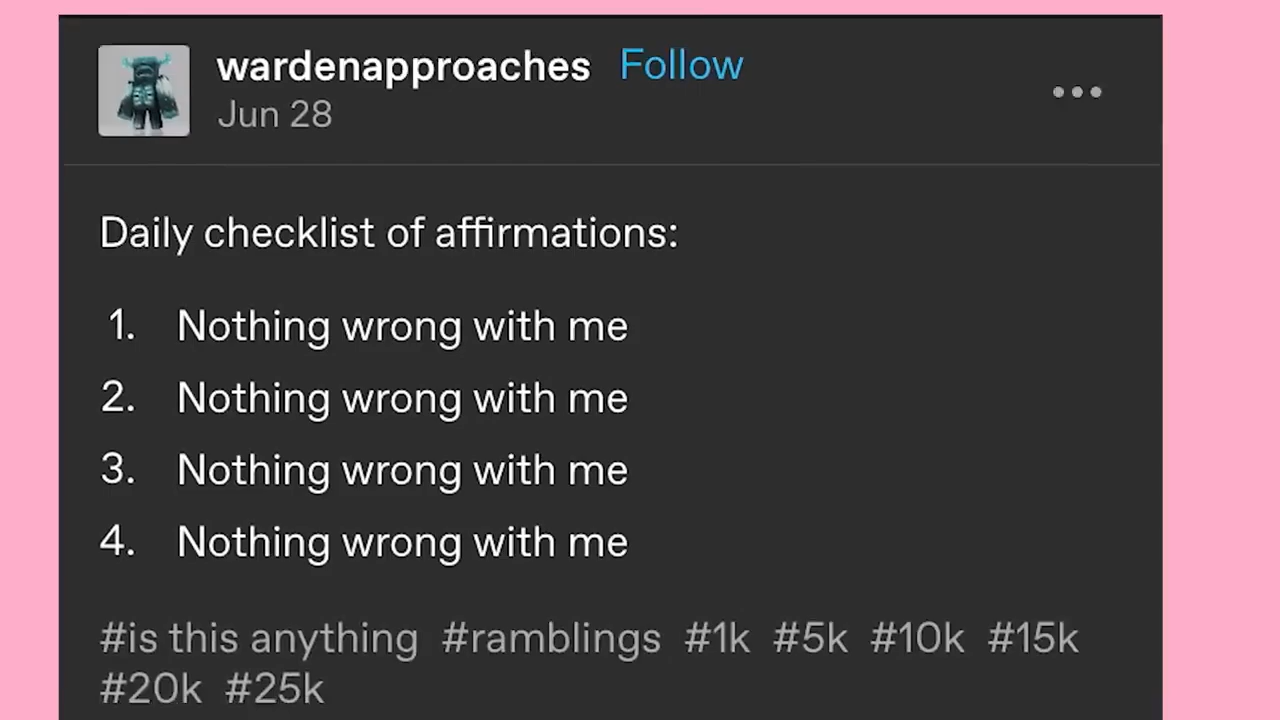 wardenapproaches Follow
Jun 28
Daily checklist of affirmations:
1. Nothing wrong with me
2. Nothing wrong with me
3. Nothing wrong with me
4. Nothing wrong with me
#is this anything #ramblings #1k #5k #10k #15k
#20k #25k